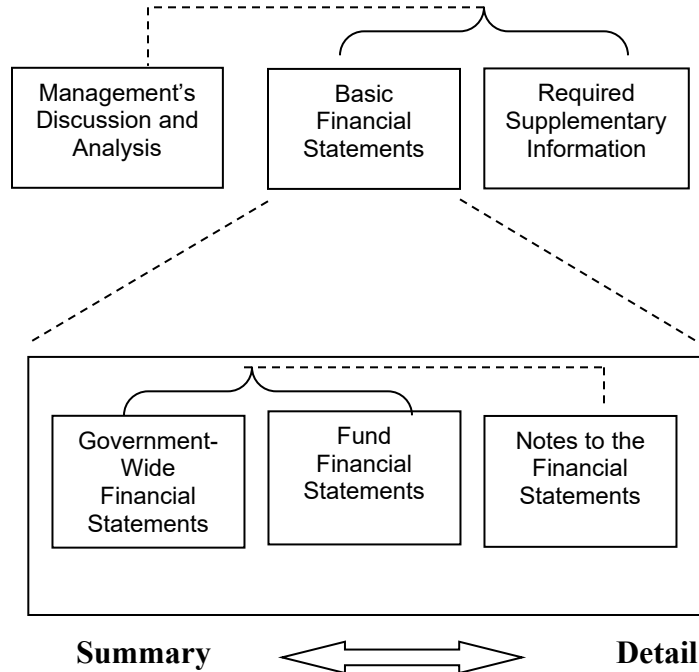 Management’s
Discussion and
Analysis
Basic
Financial
Statements
Required
Supplementary
Information
Government-
Wide
Financial
Statements
Fund
Financial
Statements
Notes to the
Financial
Statements
Summary
Detail